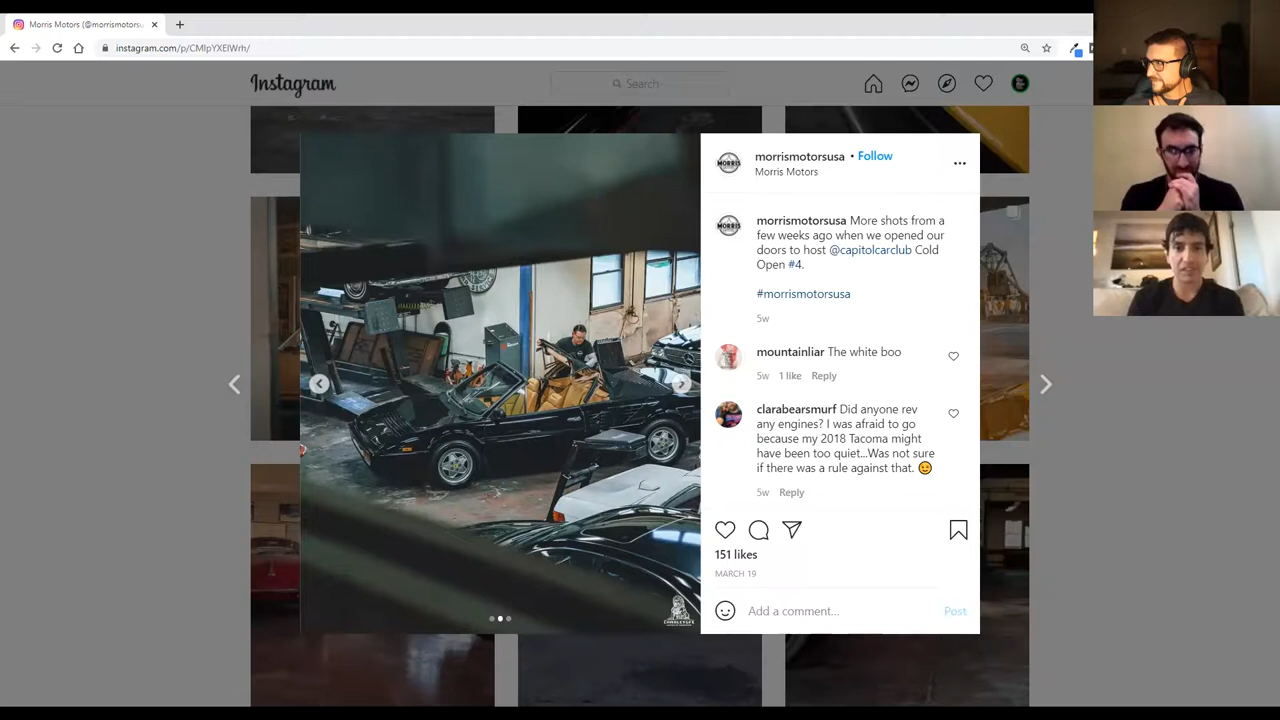 Morris Motors (@morrismotorsu
instagram.com/p/CMlpYXElWrh/
Instagram
Search
morrismotorsusa • Follow
Morris Motors
morrismotorsusa More shots from a
few weeks ago when we opened our
doors to host @capitolcarclub Cold
Open #4.
#morrismotorsusa
5w
mountainliar The white boo
5w 1 like Reply
clarabearsmurf Did anyone rev
any engines? I was afraid to go
because my 2018 Tacoma might
have been too quiet...Was not sure
if there was a rule against that. 😉
5w Reply
151 likes
MARCH 19
Add a comment... Post
MORRIS
MORRIS